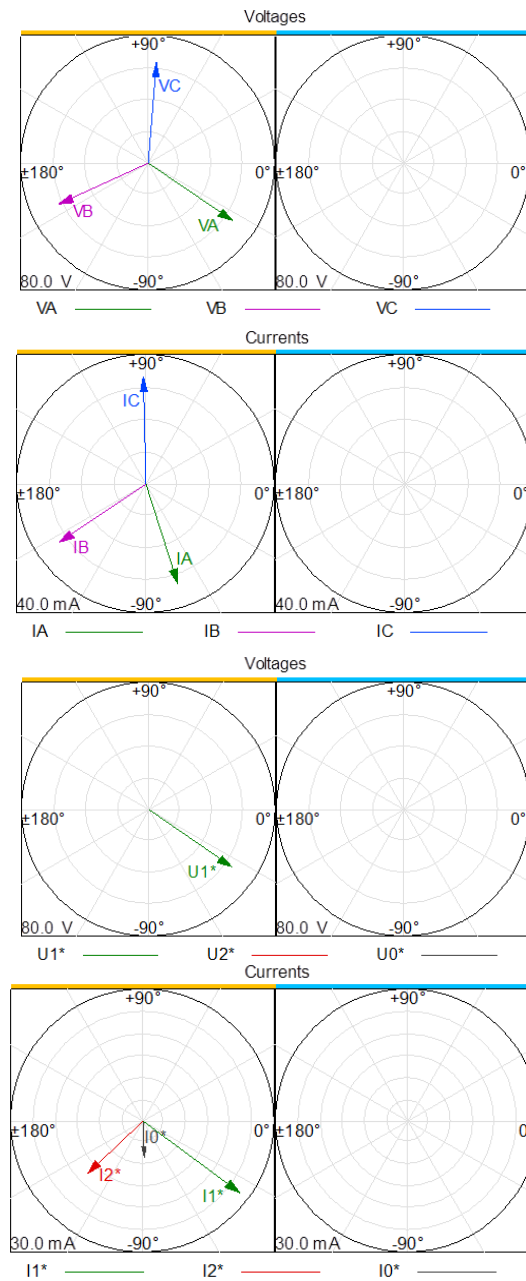 Voltages
+90°
VC
±180° 0° ±180° 0°
VB VA
80.0 V -90° 80.0 V -90°
VA VB VC
Currents
+90° +90°
IC
±180° 0° ±180° 0°
IB IA
40.0 mA -90° 40.0 mA -90°
IA IB IC
Voltages
+90° +90°
±180° 0° ±180° 0°
U1*
80.0 V -90° 80.0 V -90°
U1* U2* U0*
Currents
+90° +90°
±180° I0* 0° ±180° 0°
I2* I1*
30.0 mA -90° 30.0 mA -90°
I1* I2* I0*